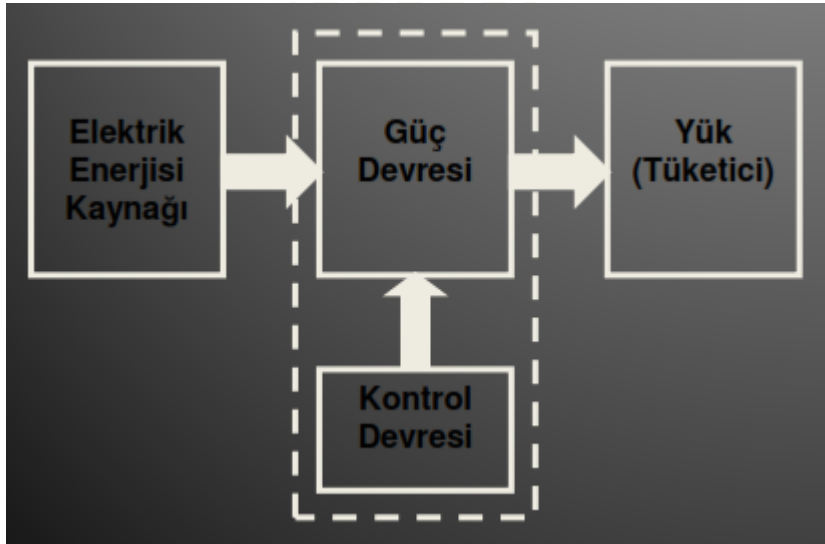 Elektrik
Enerjisi
Kaynağı
Güç
Devresi
Yük
(Tüketici)
Kontrol
Devresi